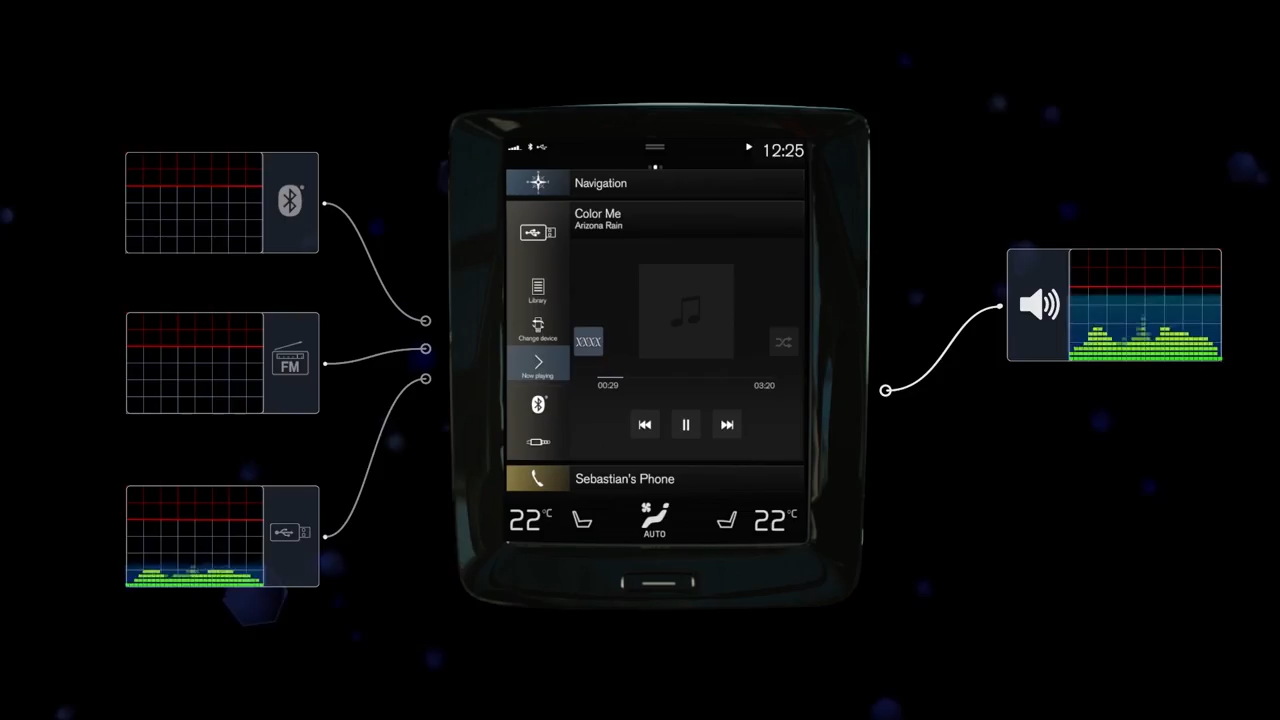 12:25
Navigation
Color Me
Arizona Rain
Library
Change device
XXXX
Now playing
00:29
03:20
FM
Sebastian's Phone
22°C
AUTO
22°C